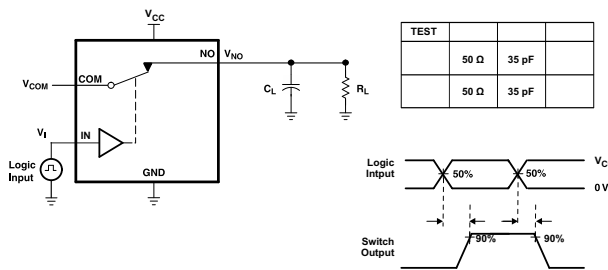 VCC
NO VNO
VCOM COM
CL RL
VI IN
Logic
Input
GND
TEST
50 Ω 35 pF
50 Ω 35 pF
Logic
Intput
50% 50%
VC
0 V
Switch
Output
90% 90%